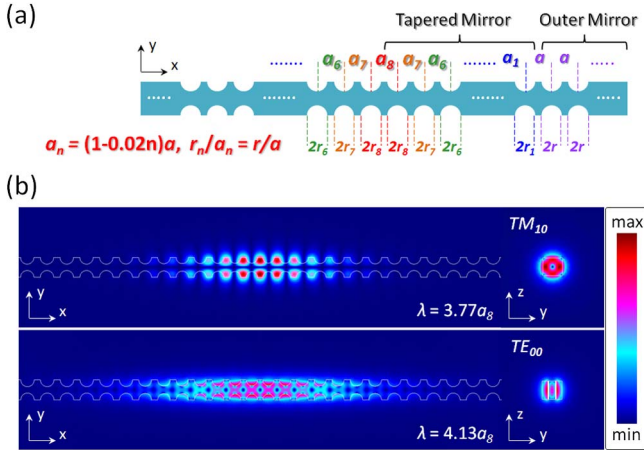 (a)
Tapered Mirror Outer Mirror
y
x
a6 a7 a8 a7 a6 a1 a a
an = (1-0.02n)a, rn/an = r/a
2r6 2r7 2r8 2r8 2r7 2r6 2r1 2r 2r
(b)
TM10
max
y
x
λ = 3.77a8
z
y
TE00
y
x
λ = 4.13a8
z
y
min